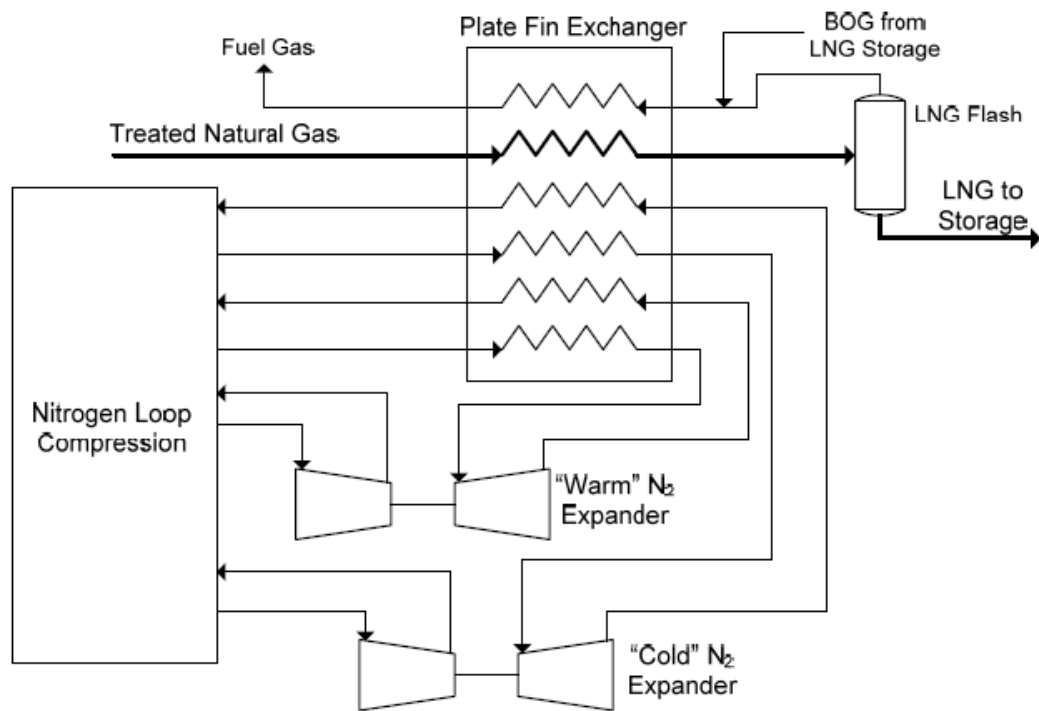 Plate Fin Exchanger
BOG from
LNG Storage
Fuel Gas
LNG Flash
Treated Natural Gas
LNG to
Storage
Nitrogen Loop
Compression
“Warm” N₂
Expander
“Cold” N₂
Expander